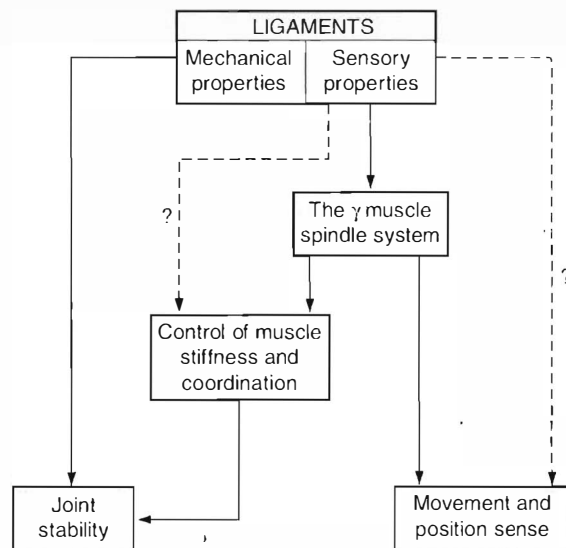 LIGAMENTS
Mechanical
properties
Sensory
properties
?
The γ muscle
spindle system
?
Control of muscle
stiffness and
coordination
Joint
stability
Movement and
position sense